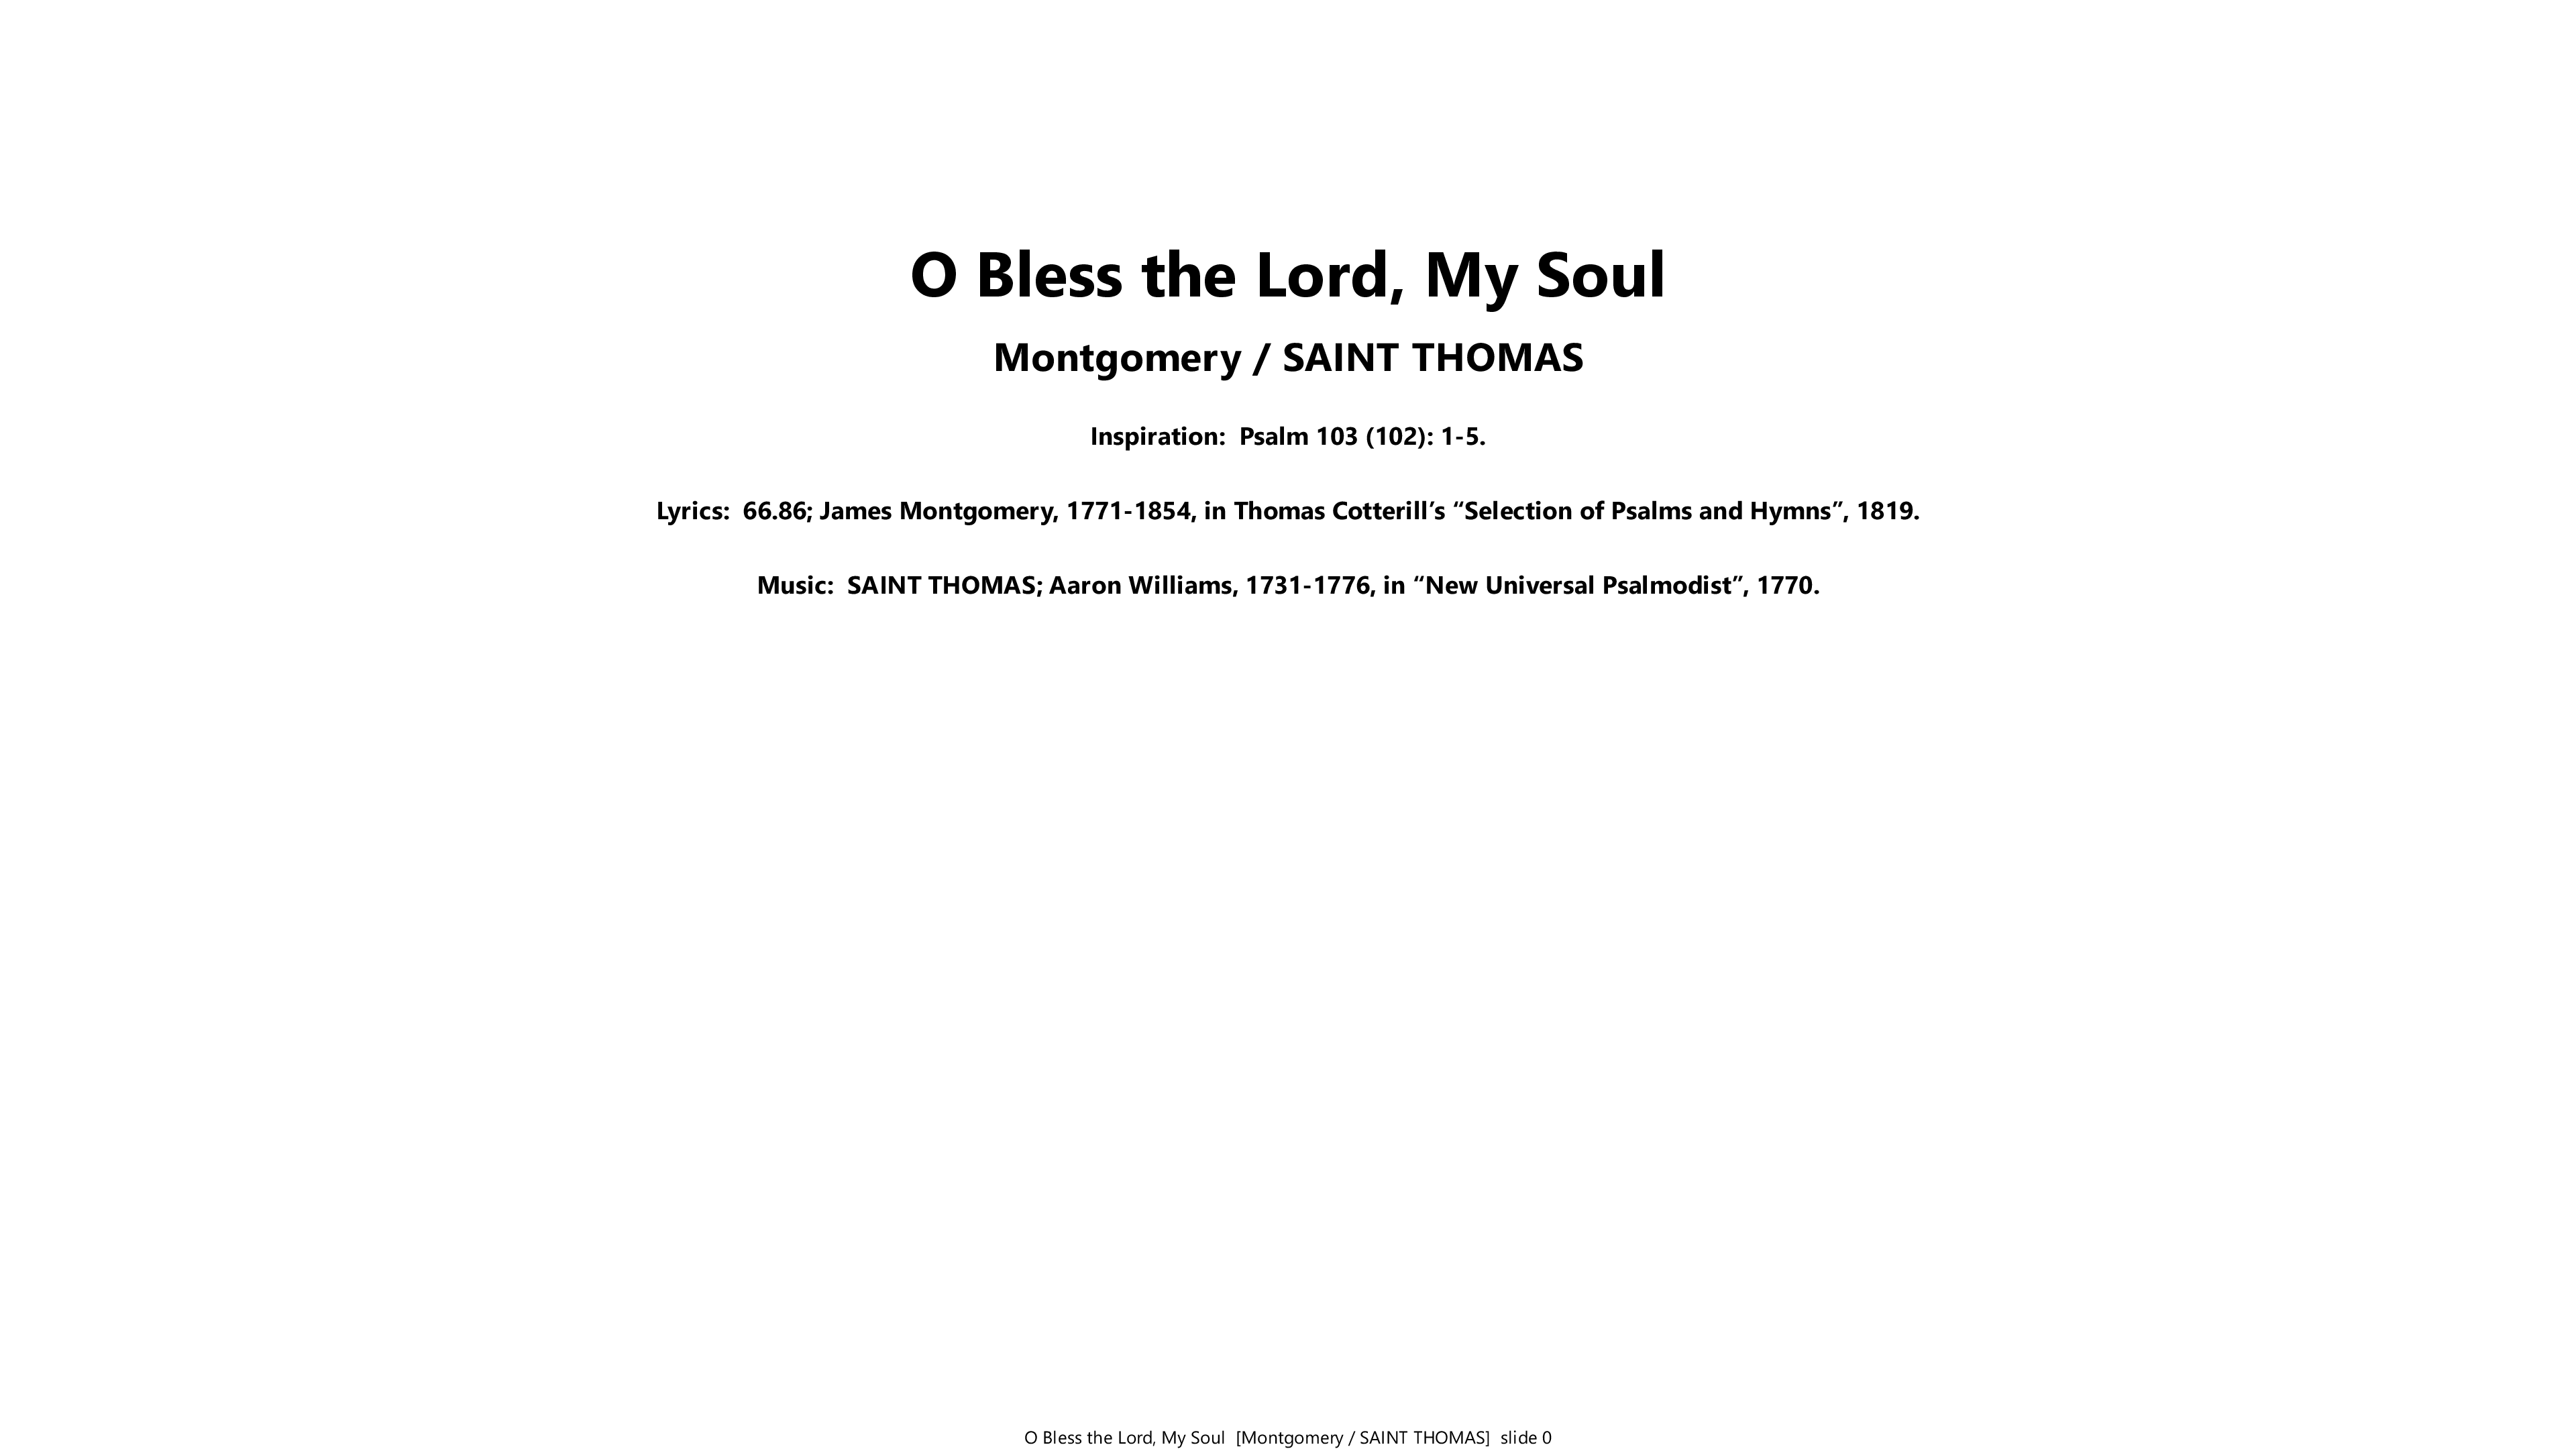 O Bless the Lord, My Soul
Montgomery / SAINT THOMAS
Inspiration:  Psalm 103 (102): 1-5.
Lyrics:  66.86; James Montgomery, 1771-1854, in Thomas Cotterill’s “Selection of Psalms and Hymns”, 1819.
Music:  SAINT THOMAS; Aaron Williams, 1731-1776, in “New Universal Psalmodist”, 1770.
O Bless the Lord, My Soul  [Montgomery / SAINT THOMAS]  slide 0